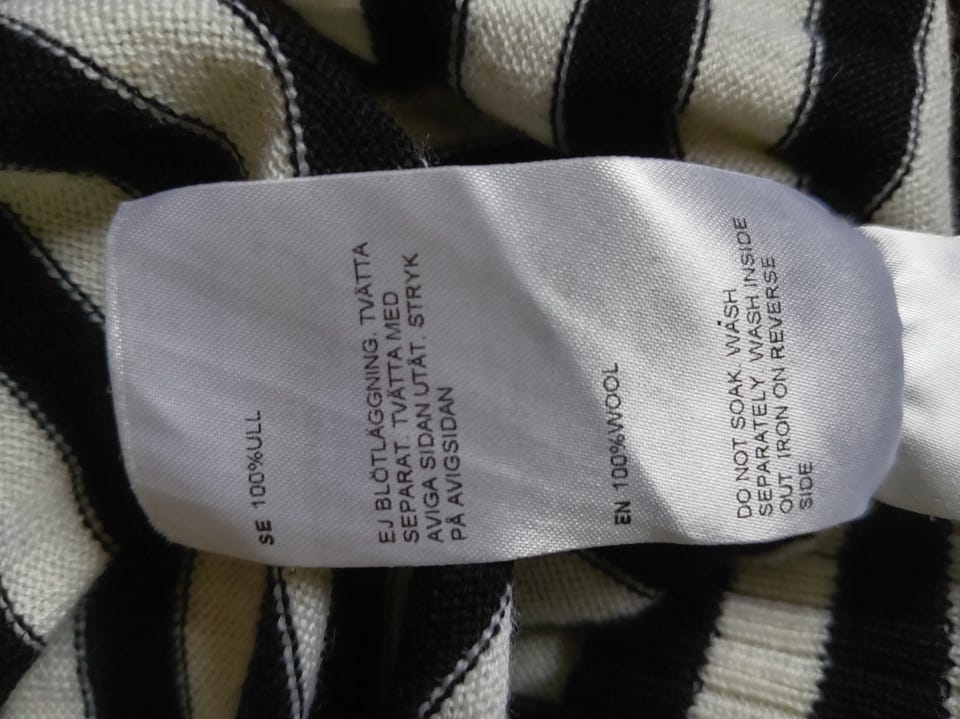 SE 100%ULL
EJ BLÖTLÄGGNING. TVÄTTA
SEPARAT. TVÄTTA MED
AVIGA SIDAN UTÅT. STRYK
PÅ AVIGSIDAN
EN 100%WOOL
DO NOT SOAK. WASH
SEPARATELY. WASH INSIDE
OUT. IRON ON REVERSE
SIDE